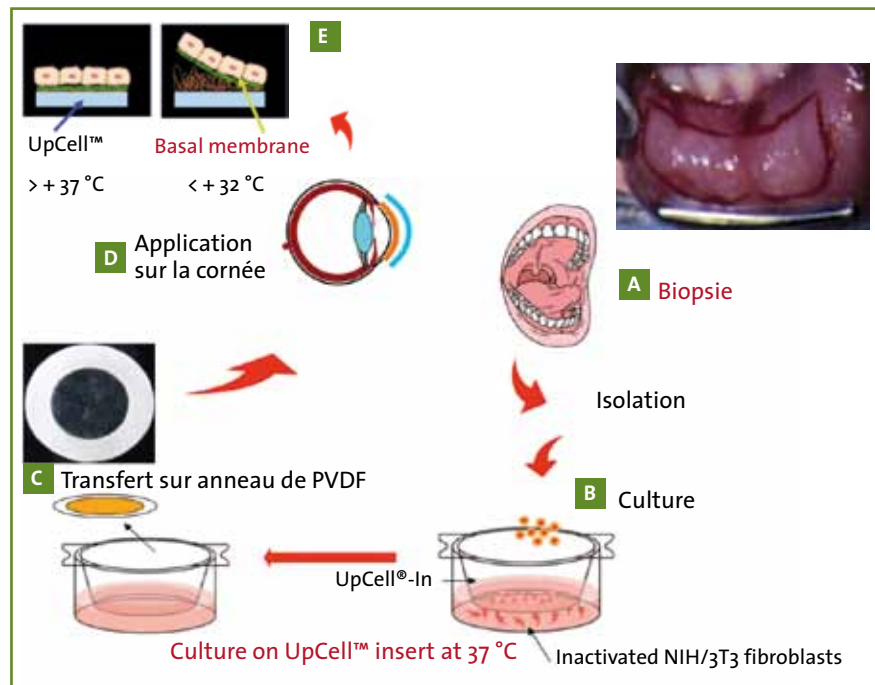 E
UpCell™
Basal membrane
> + 37 °C
< + 32 °C
D
Application
sur la cornée
A
Biopsie
Isolation
C
Transfert sur anneau de PVDF
B
Culture
UpCell®-In
Culture on UpCell™ insert at 37 °C
Inactivated NIH/3T3 fibroblasts